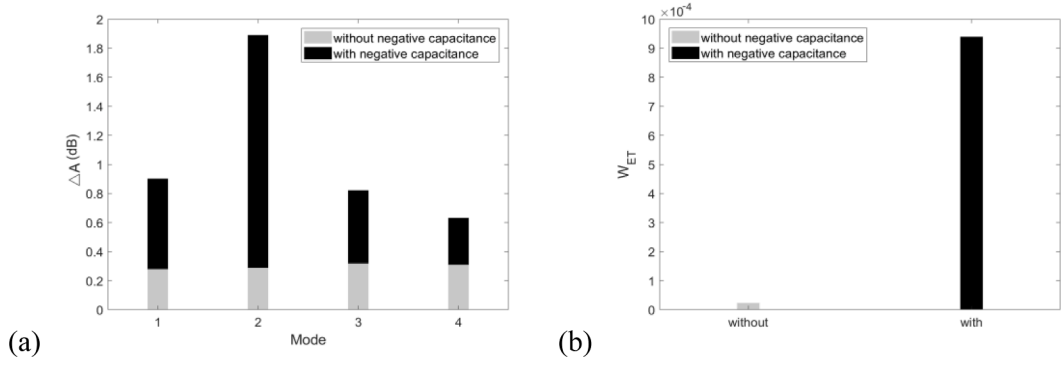 2
1.8
1.6
1.4
1.2
1
0.8
0.6
0.4
0.2
0
△A (dB)
without negative capacitance
with negative capacitance
1 2 3 4
Mode
(a)
×10⁻⁴
10
9
8
7
6
5
4
3
2
1
0
W_ET
without negative capacitance
with negative capacitance
without with
(b)